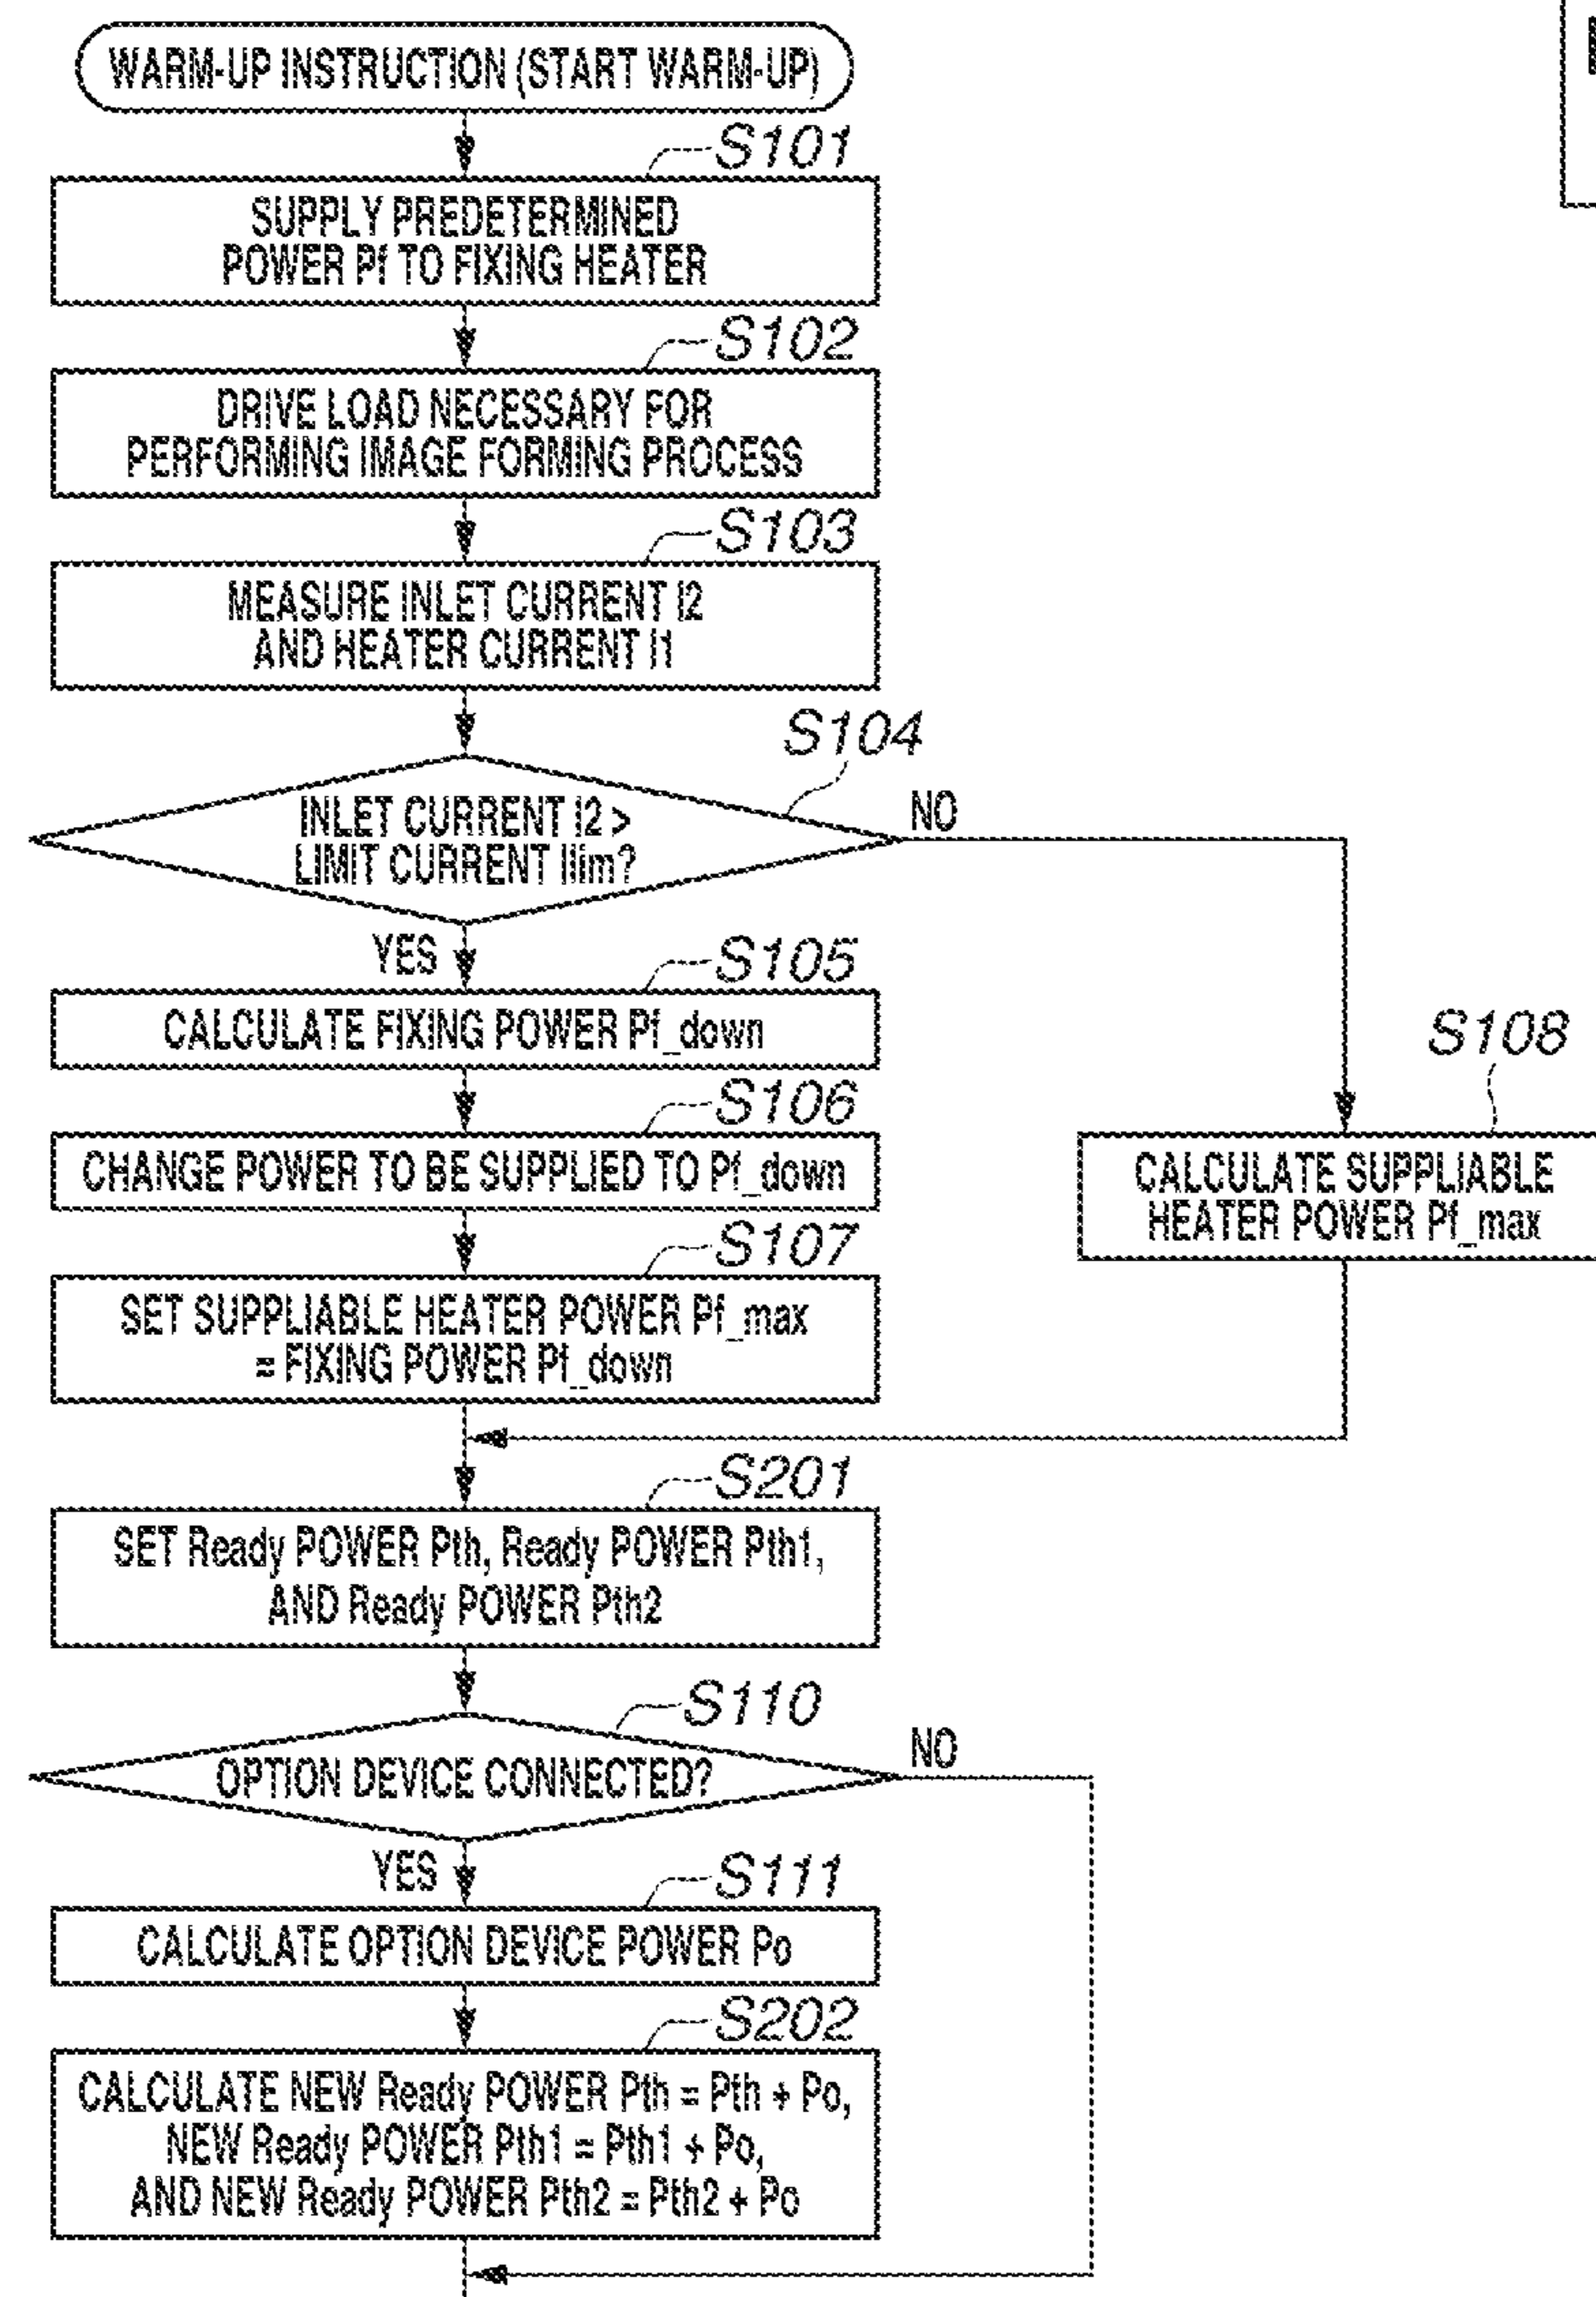 WARM-UP INSTRUCTION (START WARM-UP)
S101
SUPPLY PREDETERMINED
POWER Pf TO FIXING HEATER
S102
DRIVE LOAD NECESSARY FOR
PERFORMING IMAGE FORMING PROCESS
S103
MEASURE INLET CURRENT I2
AND HEATER CURRENT I1
S104
INLET CURRENT I2 >
LIMIT CURRENT Ilim?
NO
YES
S105
CALCULATE FIXING POWER Pf_down
S106
CHANGE POWER TO BE SUPPLIED TO Pf_down
S107
SET SUPPLIABLE HEATER POWER Pf_max
= FIXING POWER Pf_down
S108
CALCULATE SUPPLIABLE
HEATER POWER Pf_max
S201
SET Ready POWER Pth, Ready POWER Pth1,
AND Ready POWER Pth2
S110
OPTION DEVICE CONNECTED?
NO
YES
S111
CALCULATE OPTION DEVICE POWER Po
S202
CALCULATE NEW Ready POWER Pth = Pth + Po,
NEW Ready POWER Pth1 = Pth1 + Po,
AND NEW Ready POWER Pth2 = Pth2 + Po